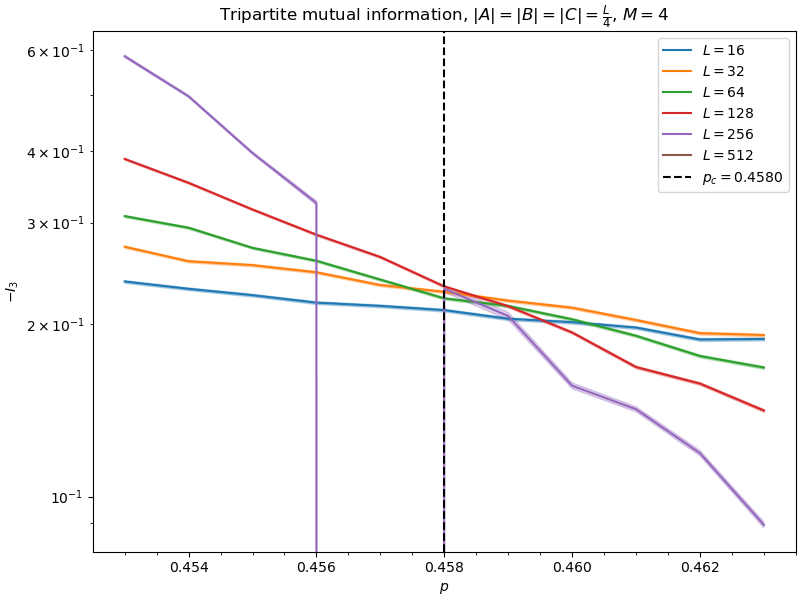 Tripartite mutual information, |A| = |B| = |C| = L/4, M = 4
6 × 10⁻¹
4 × 10⁻¹
3 × 10⁻¹
2 × 10⁻¹
10⁻¹
−I₃
L = 16
L = 32
L = 64
L = 128
L = 256
L = 512
p_c = 0.4580
0.454 0.456 0.458 0.460 0.462
p